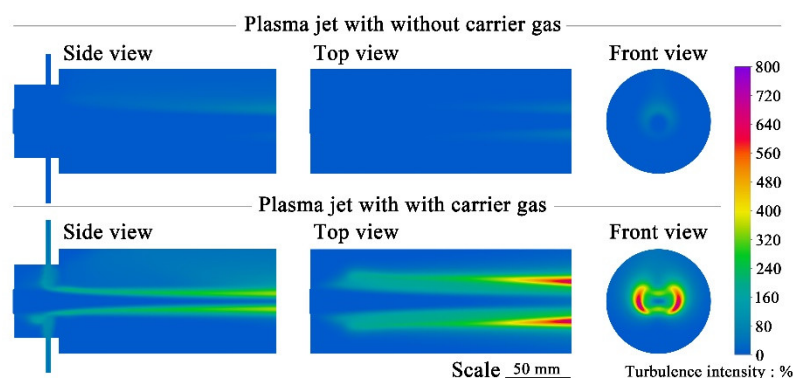 Plasma jet with without carrier gas
Side view
Top view
Front view
800
720
640
560
480
400
320
240
160
80
0
Plasma jet with with carrier gas
Side view
Top view
Front view
Scale 50 mm
Turbulence intensity : %